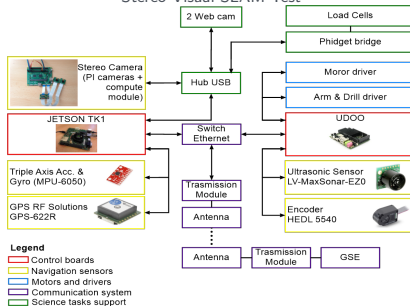 Stereo Visual SLAM Test
2 Web cam
Load Cells
Phidget bridge
Stereo Camera
(PI cameras +
compute
module)
Hub USB
Moror driver
Arm & Drill driver
JETSON TK1
Switch
Ethernet
UDOO
Triple Axis Acc. &
Gyro (MPU-6050)
Trasmission
Module
Ultrasonic Sensor
LV-MaxSonar-EZ0
GPS RF Solutions
GPS-622R
Antenna
Encoder
HEDL 5540
Legend
Control boards
Navigation sensors
Motors and drivers
Communication system
Science tasks support
Antenna
Trasmission
Module
GSE